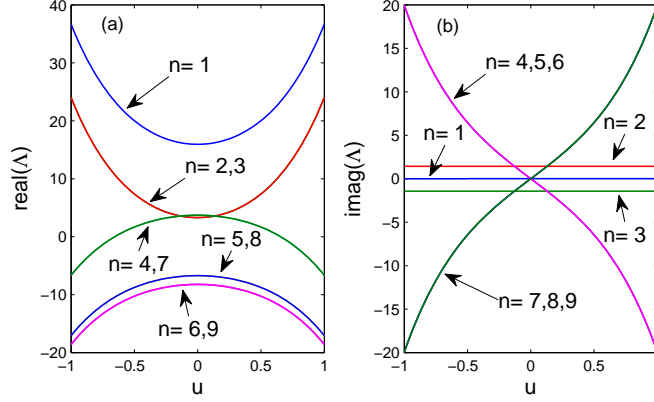 (a)
real(Λ)
40
30
20
10
0
−10
−20
−1
−0.5
0
0.5
1
u
n= 1
n= 2,3
n= 4,7
n= 5,8
n= 6,9
(b)
imag(Λ)
20
15
10
5
0
−5
−10
−15
−20
−1
−0.5
0
0.5
u
n= 4,5,6
n= 1
n= 2
n= 3
n= 7,8,9